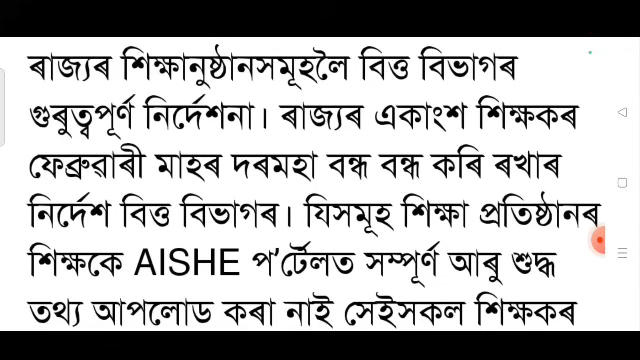 ৰাজ্যৰ শিক্ষানুষ্ঠানসমূহলৈ বিত্ত বিভাগৰ
গুৰুত্বপূৰ্ণ নিৰ্দেশনা। ৰাজ্যৰ একাংশ শিক্ষকৰ
ফেব্ৰুৱাৰী মাহৰ দৰমহা বন্ধ বন্ধ কৰি ৰখাৰ
নিৰ্দেশ বিত্ত বিভাগৰ। যিসমূহ শিক্ষা প্ৰতিষ্ঠানৰ
শিক্ষকে AISHE প'ৰ্টেলত সম্পূৰ্ণ আৰু শুদ্ধ
তথ্য আপলোড কৰা নাই সেইসকল শিক্ষকৰ